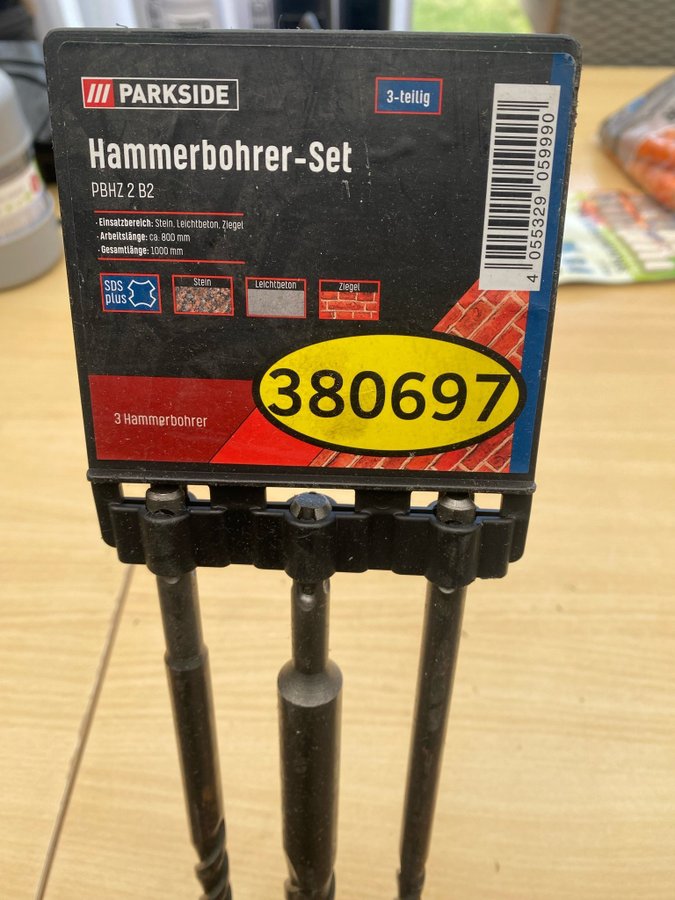 PARKSIDE
3-teilig
Hammerbohrer-Set
PBHZ 2 B2
· Einsatzbereich: Stein, Leichtbeton, Ziegel
· Arbeitslänge: ca. 800 mm
· Gesamtlänge: 1000 mm
SDS
plus
Stein
Leichtbeton
Ziegel
4 055329 059990
380697
3 Hammerbohrer